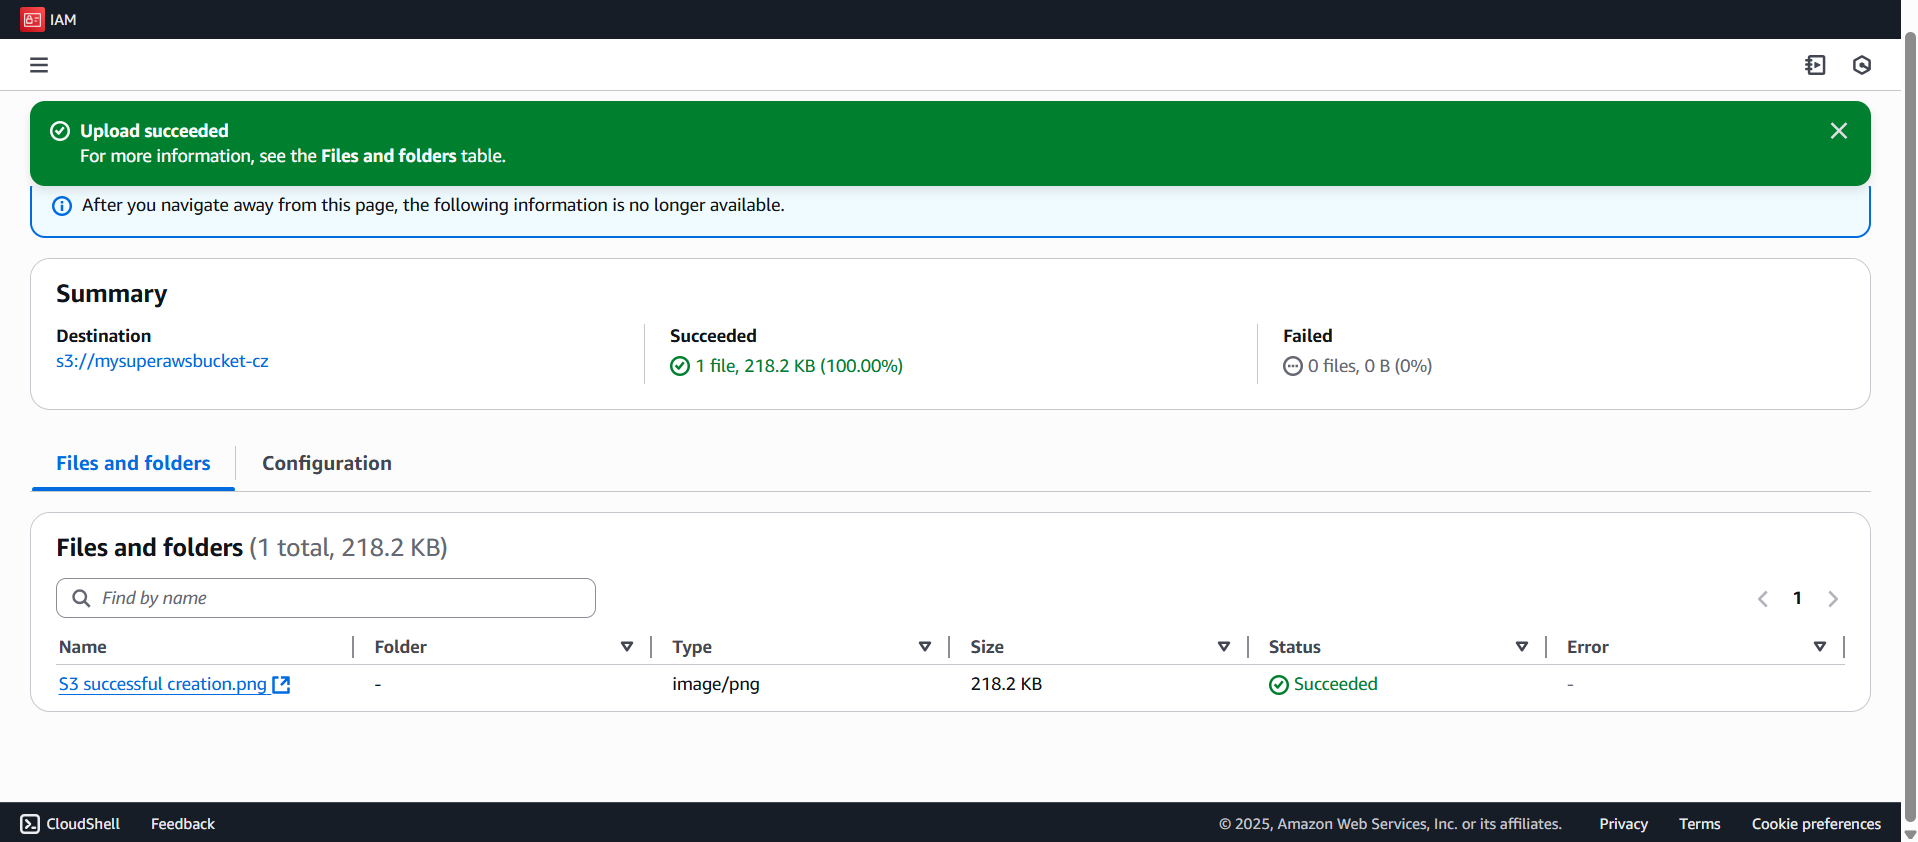 IAM
Upload succeeded
For more information, see the Files and folders table.
After you navigate away from this page, the following information is no longer available.
Summary
Destination
s3://mysuperawsbucket-cz
Succeeded
1 file, 218.2 KB (100.00%)
Failed
0 files, 0 B (0%)
Files and folders
Configuration
Files and folders (1 total, 218.2 KB)
Find by name
1
Name Folder Type Size Status Error
S3 successful creation.png - image/png 218.2 KB Succeeded -
CloudShell Feedback © 2025, Amazon Web Services, Inc. or its affiliates. Privacy Terms Cookie preferences